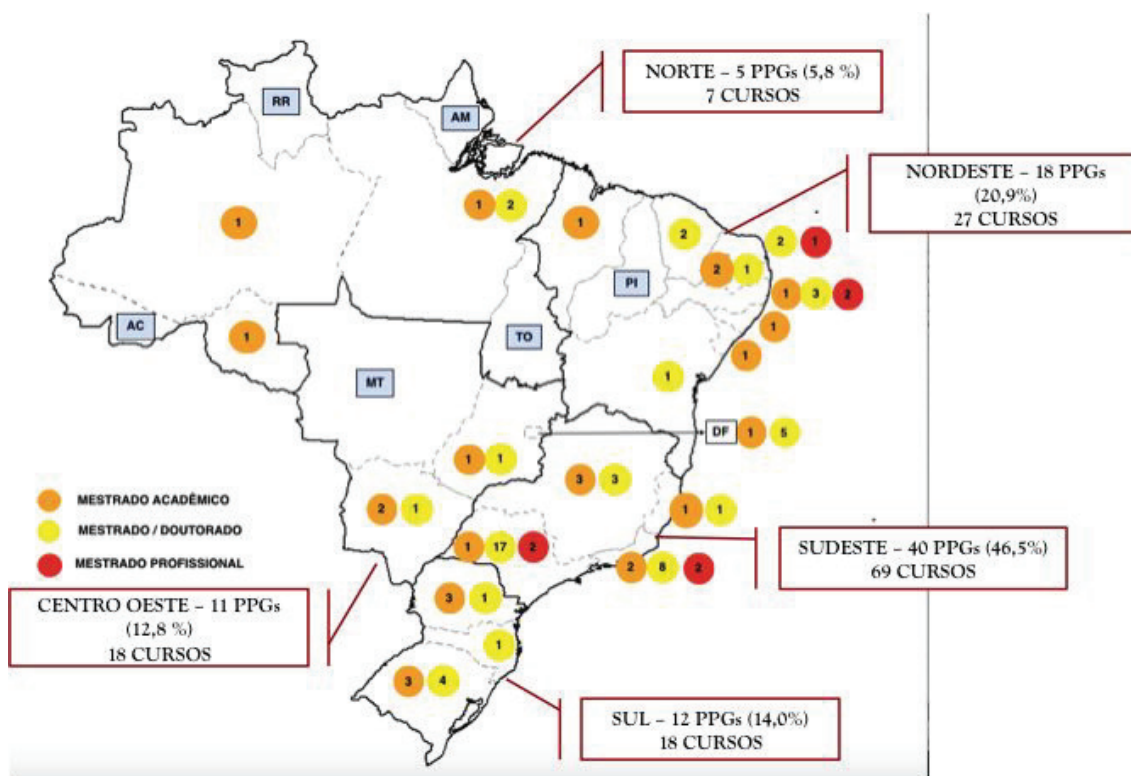 NORTE – 5 PPGs (5,8 %)
7 CURSOS
RR
AM
NORDESTE – 18 PPGs
(20,9%)
27 CURSOS
1 2
1
1
2
2 1
2 1
PI
1 3 2
1
1
AC
1
TO
MT
1
DF 1 5
1 1
3 3
MESTRADO ACADÊMICO
2 1
1 1
MESTRADO / DOUTORADO
1 17 2
SUDESTE – 40 PPGs (46,5%)
69 CURSOS
MESTRADO PROFISSIONAL
2 8 2
CENTRO OESTE – 11 PPGs
(12,8 %)
18 CURSOS
3 1
1
3 4
SUL – 12 PPGs (14,0%)
18 CURSOS